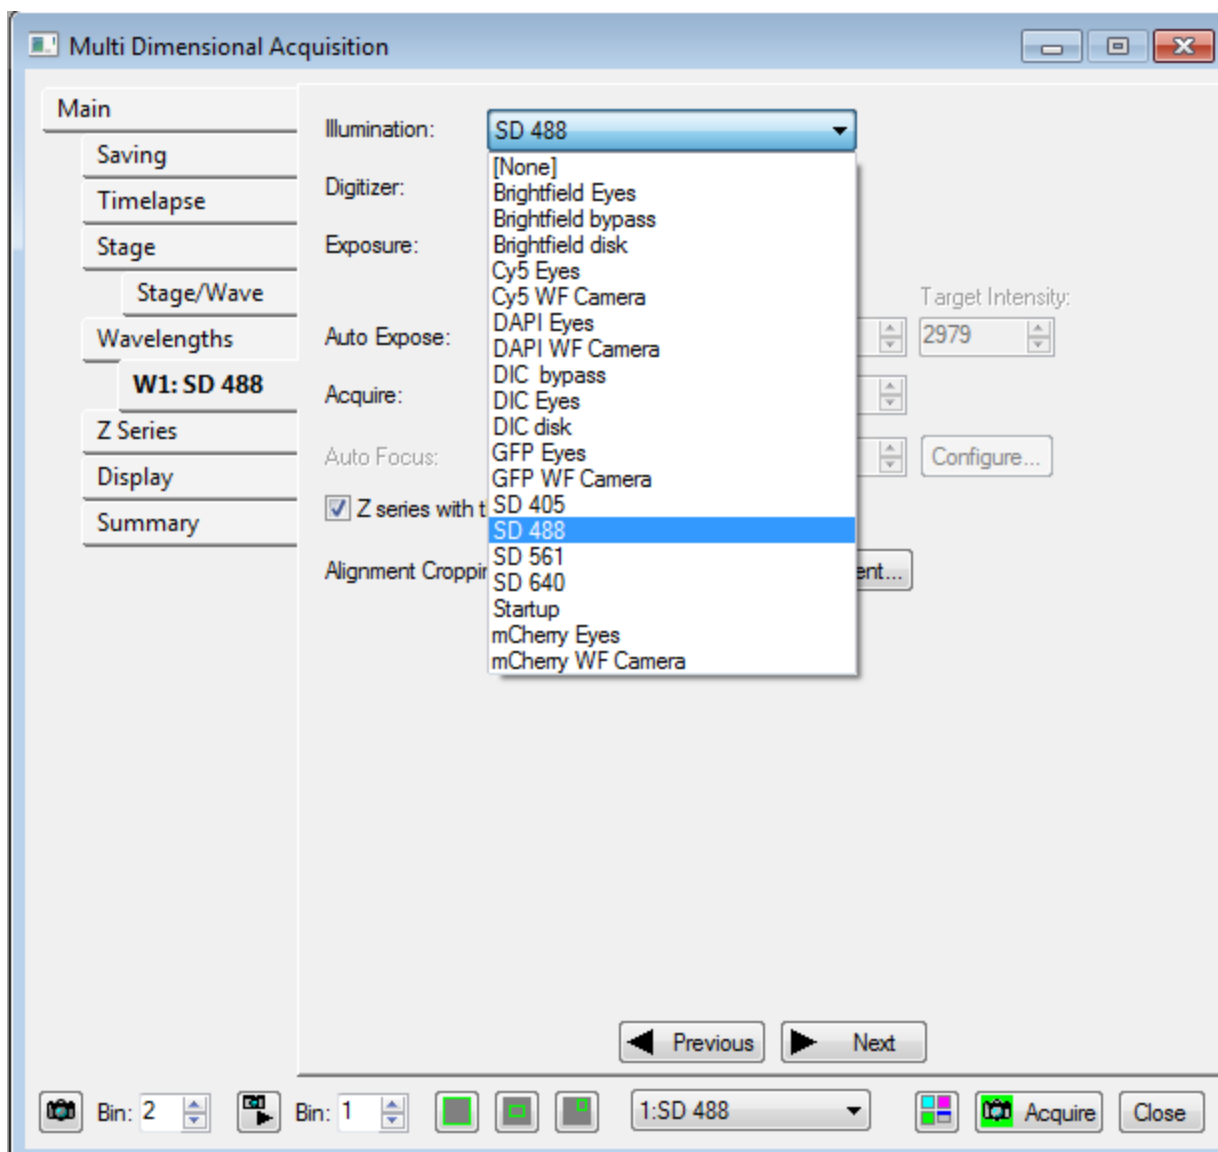 Multi Dimensional Acquisition
Main
Saving
Timelapse
Stage
Stage/Wave
Wavelengths
W1: SD 488
Z Series
Display
Summary
Illumination:
SD 488
[None]
Brightfield Eyes
Brightfield bypass
Brightfield disk
Cy5 Eyes
Cy5 WF Camera
DAPI Eyes
DAPI WF Camera
DIC  bypass
DIC Eyes
DIC disk
GFP Eyes
GFP WF Camera
SD 405
SD 488
SD 561
SD 640
Startup
mCherry Eyes
mCherry WF Camera
Digitizer:
Exposure:
Target Intensity:
Auto Expose:
2979
Acquire:
Auto Focus:
Configure...
Z series with t
Alignment Croppin
ent...
Previous
Next
Bin: 2
Bin: 1
1:SD 488
Acquire
Close